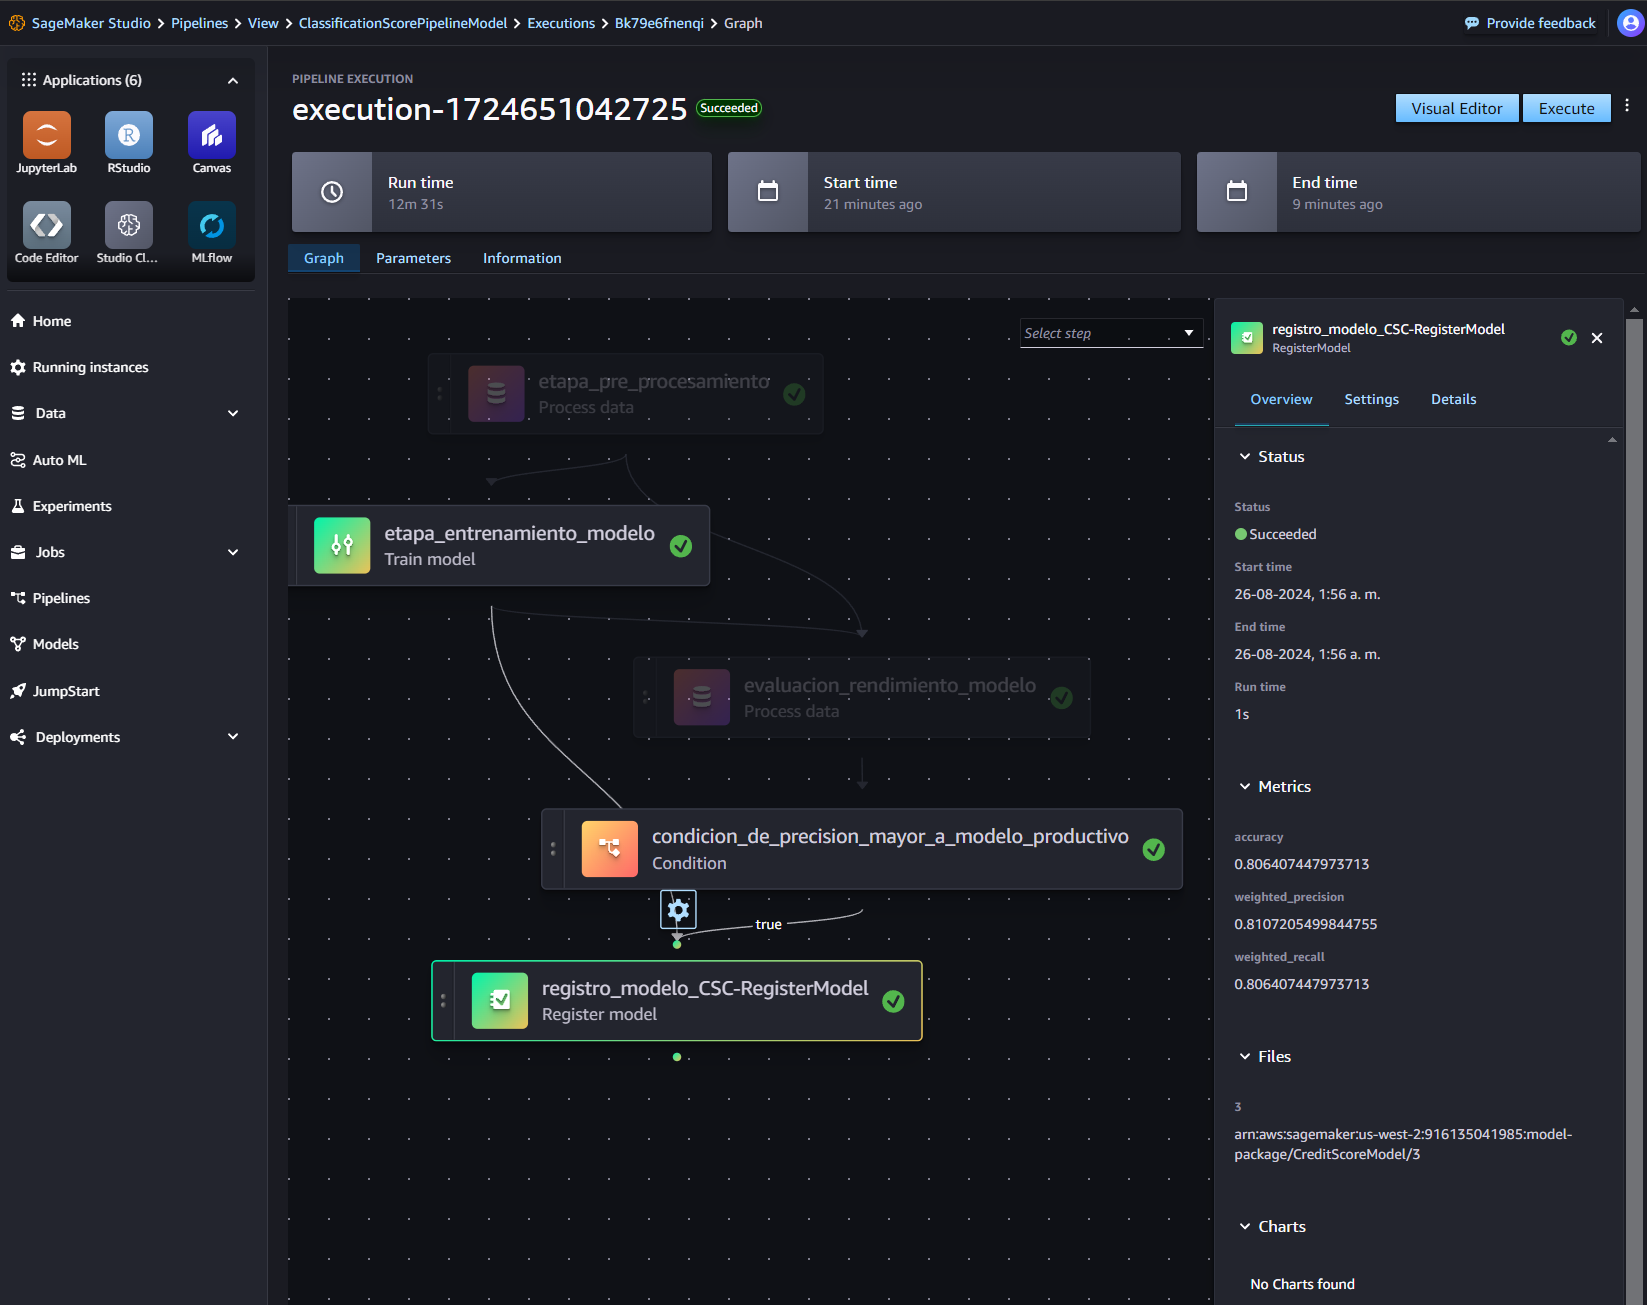 SageMaker Studio > Pipelines > View > ClassificationScorePipelineModel > Executions > Bk79e6fnenqi > Graph
Provide feedback
Applications (6)
JupyterLab
RStudio
Canvas
Code Editor
Studio Cl...
MLflow
Home
Running instances
Data
Auto ML
Experiments
Jobs
Pipelines
Models
JumpStart
Deployments
PIPELINE EXECUTION
execution-1724651042725 Succeeded
Visual Editor
Execute
Run time
12m 31s
Start time
21 minutes ago
End time
9 minutes ago
Graph
Parameters
Information
Select step
etapa_pre_procesamiento
Process data
etapa_entrenamiento_modelo
Train model
evaluacion_rendimiento_modelo
Process data
condicion_de_precision_mayor_a_modelo_productivo
Condition
true
registro_modelo_CSC-RegisterModel
Register model
registro_modelo_CSC-RegisterModel
RegisterModel
Overview
Settings
Details
Status
Status
Succeeded
Start time
26-08-2024, 1:56 a. m.
End time
26-08-2024, 1:56 a. m.
Run time
1s
Metrics
accuracy
0.806407447973713
weighted_precision
0.8107205499844755
weighted_recall
0.806407447973713
Files
3
arn:aws:sagemaker:us-west-2:916135041985:model-
package/CreditScoreModel/3
Charts
No Charts found